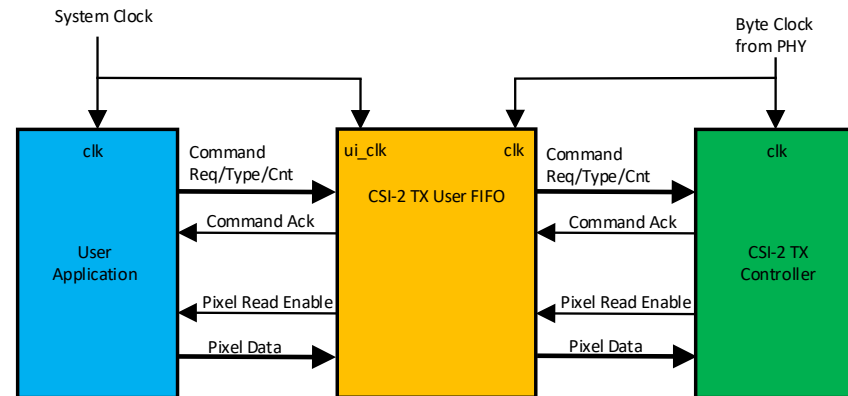 System Clock
Byte Clock
from PHY
clk
Command
Req/Type/Cnt
ui_clk
clk
Command
Req/Type/Cnt
clk
CSI-2 TX User FIFO
Command Ack
Command Ack
User
Application
CSI-2 TX
Controller
Pixel Read Enable
Pixel Read Enable
Pixel Data
Pixel Data